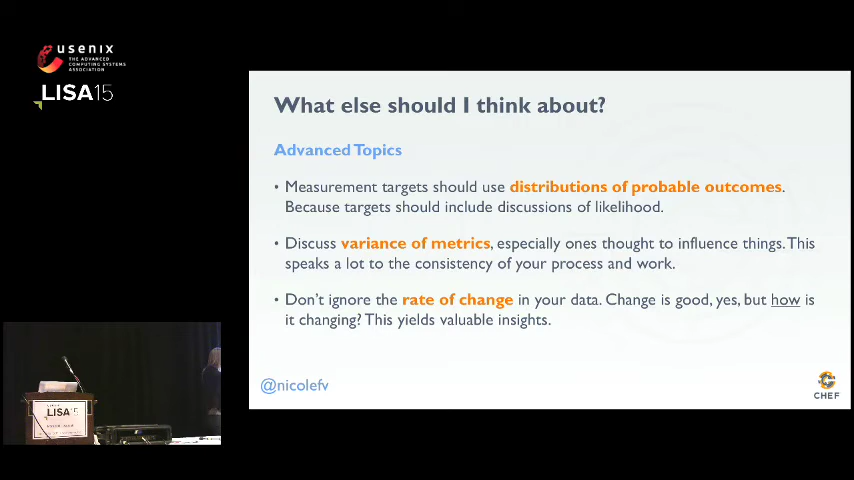 usenix
THE ADVANCED
COMPUTING SYSTEMS
ASSOCIATION
LISA15
What else should I think about?
Advanced Topics
• Measurement targets should use distributions of probable outcomes.
Because targets should include discussions of likelihood.
• Discuss variance of metrics, especially ones thought to influence things. This
speaks a lot to the consistency of your process and work.
• Don't ignore the rate of change in your data. Change is good, yes, but how is
it changing? This yields valuable insights.
@nicolefv
CHEF
LISA15